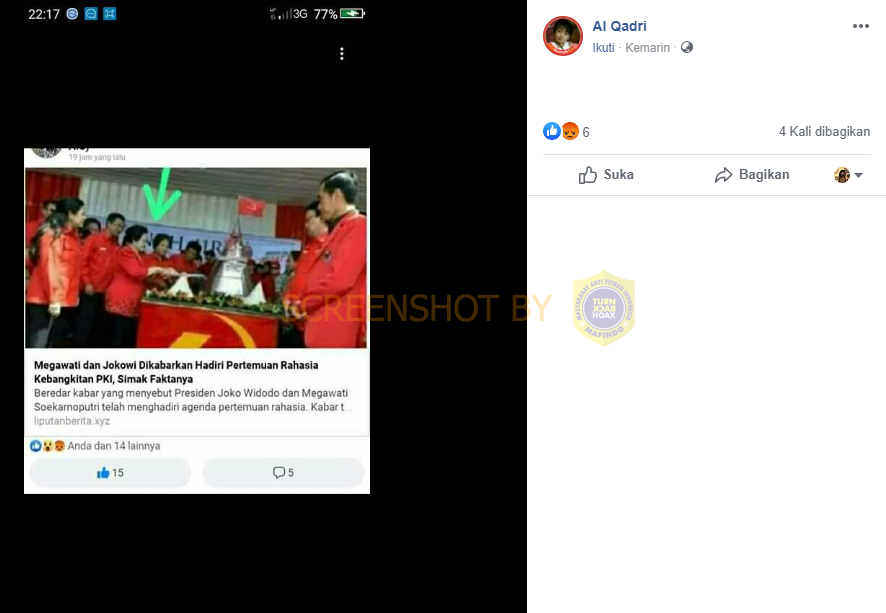 22:17
3G 77%
19 jam yang lalu
Megawati dan Jokowi Dikabarkan Hadiri Pertemuan Rahasia
Kebangkitan PKI, Simak Faktanya
Beredar kabar yang menyebut Presiden Joko Widodo dan Megawati
Soekarnoputri telah menghadiri agenda pertemuan rahasia. Kabar t...
liputanberita.xyz
Anda dan 14 lainnya
15
5
SCREENSHOT BY
MASYARAKAT ANTI FITNAH INDONESIA
TURN
BACK
HOAX
MAFINDO
Al Qadri
Ikuti · Kemarin ·
6
4 Kali dibagikan
Suka
Bagikan